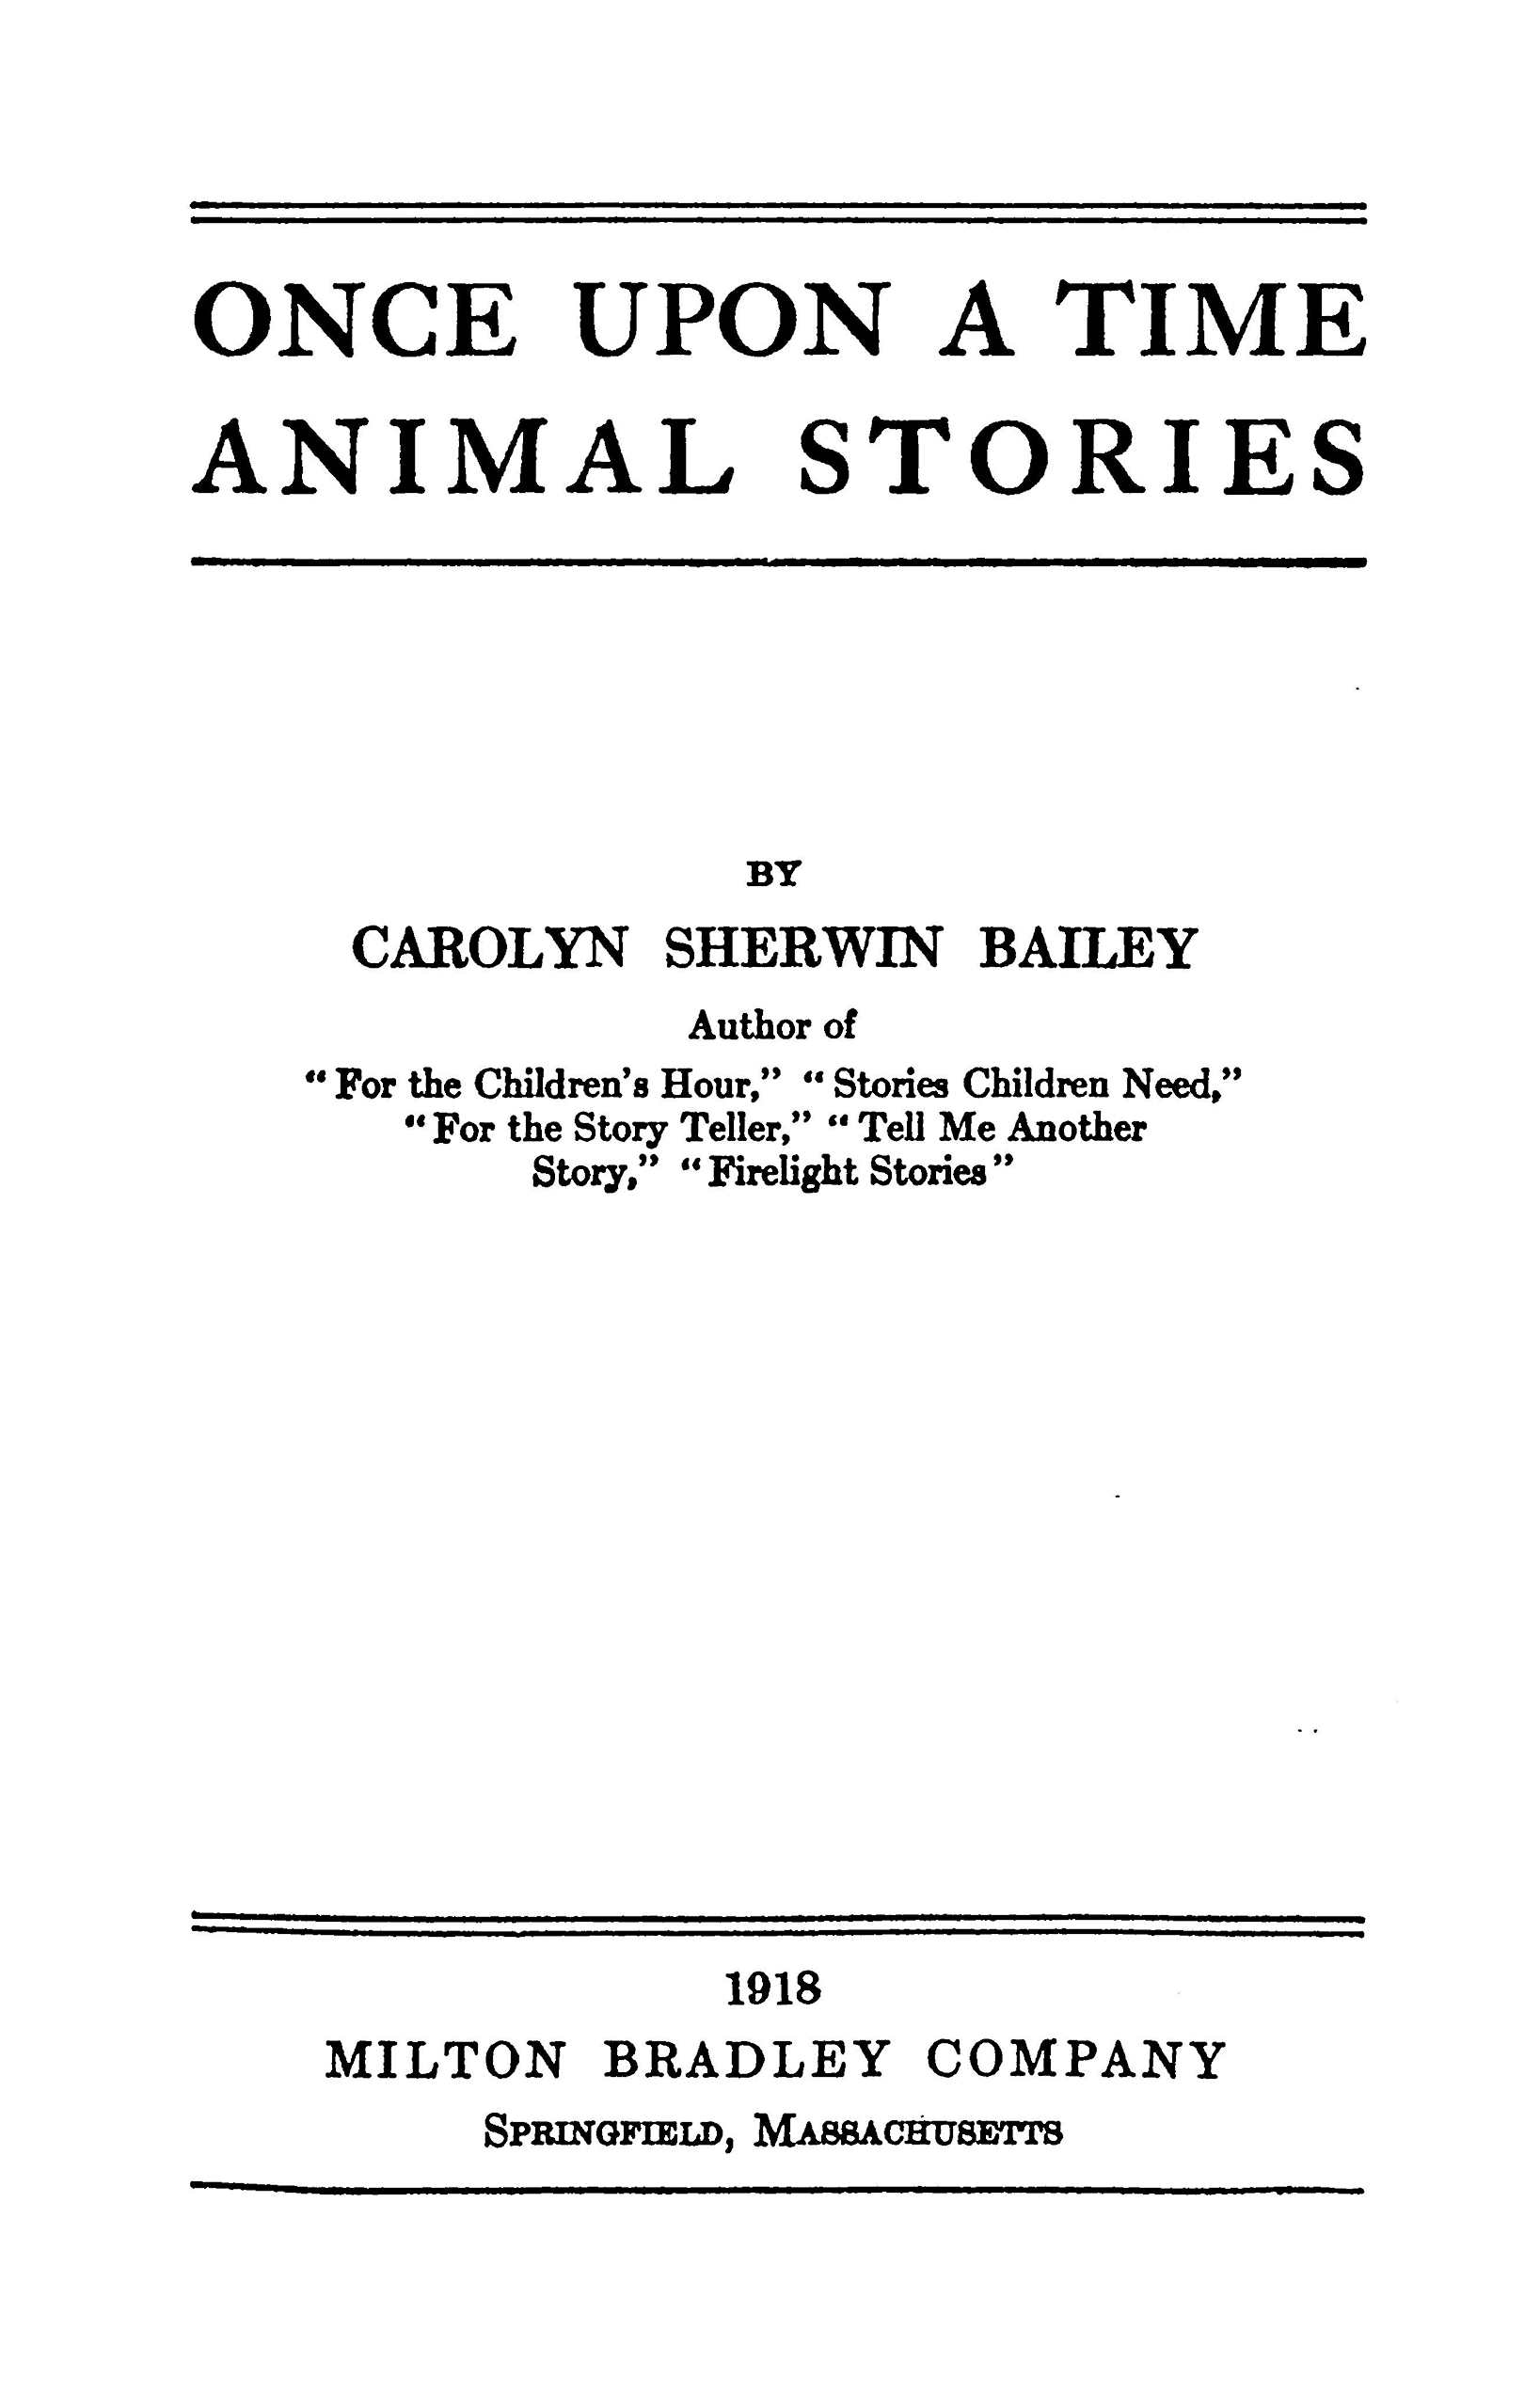 ONCE UPON A TIME
ANIMAL STORIES
BY
CAROLYN SHERWIN BAILEY
Author of
“For the Children's Hour,” “Stories Children Need,”
“For the Story Teller,” “Tell Me Another
Story,” “Firelight Stories”
1918
MILTON BRADLEY COMPANY
SPRINGFIELD, MASSACHUSETTS